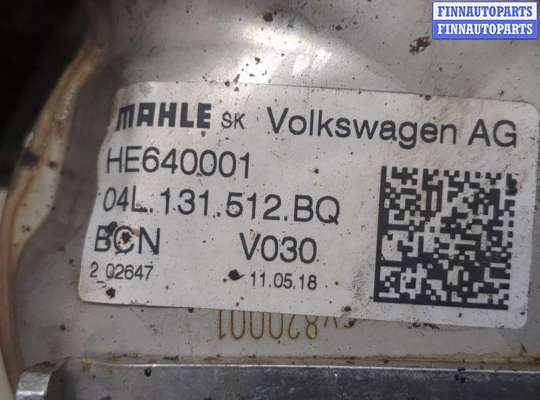 FINNAUTOPARTS
FINNAUTOPARTS
MAHLE SK Volkswagen AG
HE640001
04L.131.512.BQ
BCN V030
2 02647 11.05.18